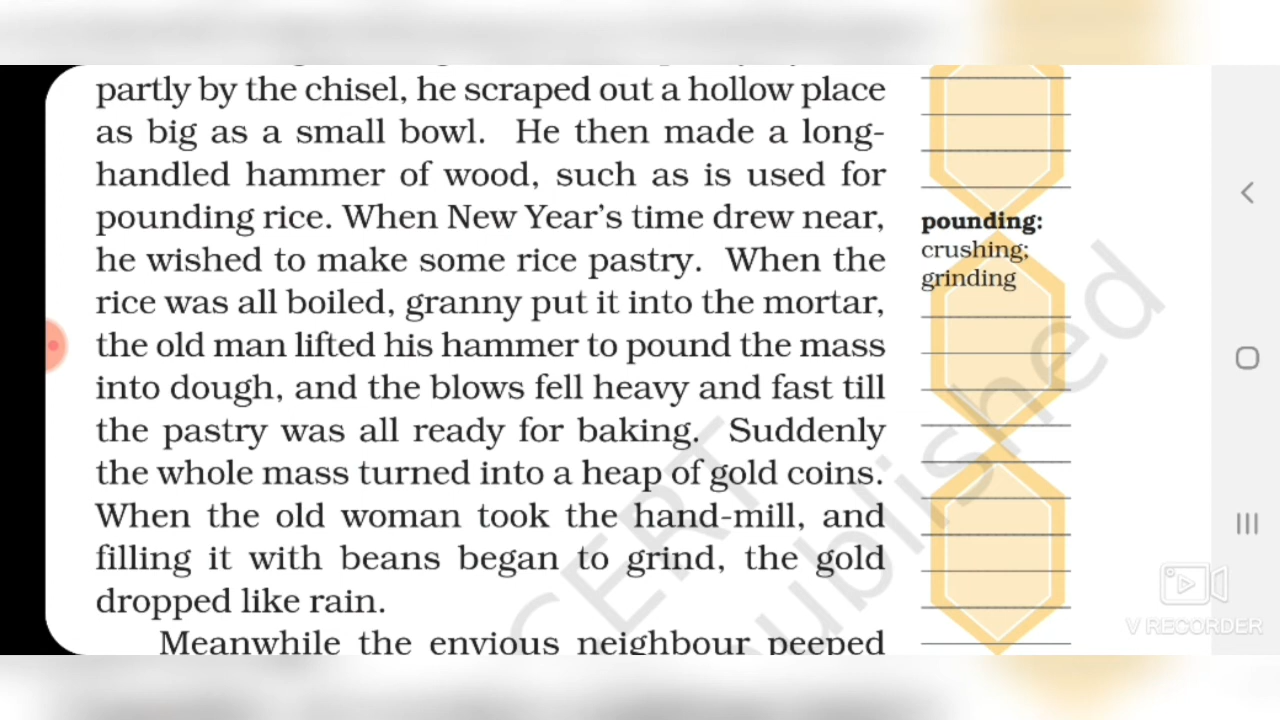 partly by the chisel, he scraped out a hollow place
as big as a small bowl. He then made a long-
handled hammer of wood, such as is used for
pounding rice. When New Year's time drew near,
he wished to make some rice pastry. When the
rice was all boiled, granny put it into the mortar,
the old man lifted his hammer to pound the mass
into dough, and the blows fell heavy and fast till
the pastry was all ready for baking. Suddenly
the whole mass turned into a heap of gold coins.
When the old woman took the hand-mill, and
filling it with beans began to grind, the gold
dropped like rain.
Meanwhile the envious neighbour peeped
pounding:
crushing;
grinding
CERT
ublished
V RECORDER